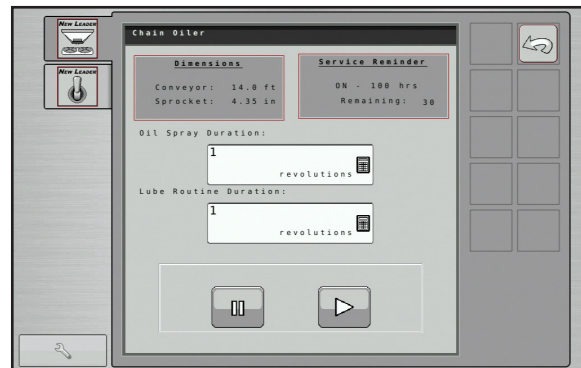 NEW LEADER
NEW LEADER
Chain Oiler
Dimensions
Conveyor: 14.0 ft
Sprocket: 4.35 in
Service Reminder
ON - 100 hrs
Remaining: 30
Oil Spray Duration:
1
revolutions
Lube Routine Duration:
1
revolutions